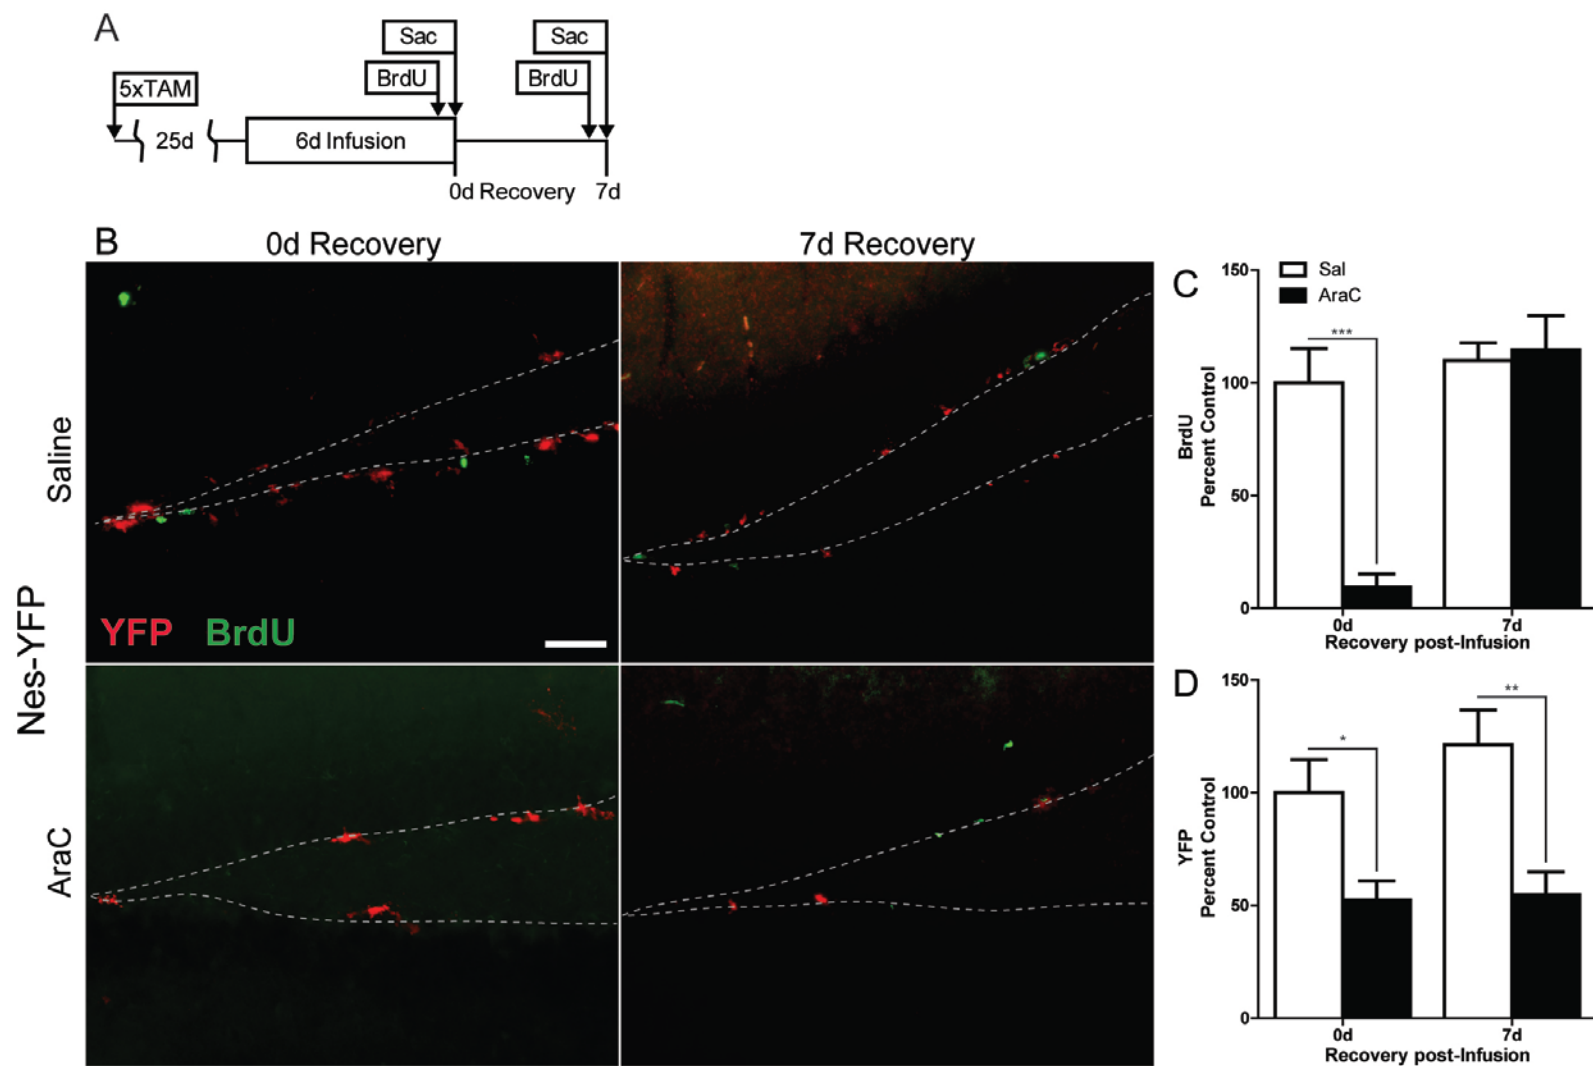 A
Sac
Sac
BrdU
BrdU
5xTAM
25d
6d Infusion
0d Recovery 7d
B
0d Recovery
7d Recovery
Nes-YFP
Saline
AraC
YFP BrdU
C
Sal
AraC
BrdU
Percent Control
150
100
50
0
***
0d
7d
Recovery post-Infusion
D
YFP
Percent Control
150
100
50
0
*
**
0d
7d
Recovery post-Infusion